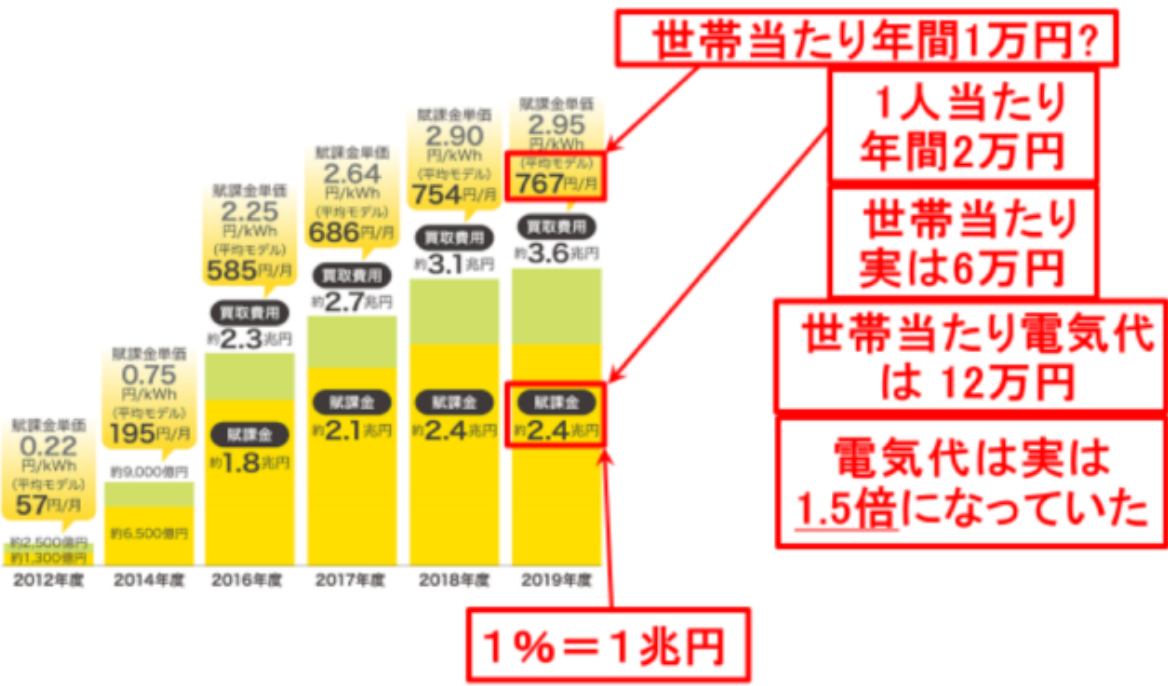 世帯当たり年間1万円?
1人当たり
年間2万円
世帯当たり
実は6万円
世帯当たり電気代
は 12万円
電気代は実は
1.5倍になっていた
賦課金単価
0.22
円/kWh
(平均モデル)
57円/月
約2,500億円
約1,300億円
2012年度
賦課金単価
0.75
円/kWh
(平均モデル)
195円/月
約9,000億円
約6,500億円
2014年度
賦課金単価
2.25
円/kWh
(平均モデル)
585円/月
買取費用
約2.3兆円
賦課金
約1.8兆円
2016年度
賦課金単価
2.64
円/kWh
(平均モデル)
686円/月
買取費用
約2.7兆円
賦課金
約2.1兆円
2017年度
賦課金単価
2.90
円/kWh
(平均モデル)
754円/月
買取費用
約3.1兆円
賦課金
約2.4兆円
2018年度
賦課金単価
2.95
円/kWh
(平均モデル)
767円/月
買取費用
約3.6兆円
賦課金
約2.4兆円
2019年度
1%=1兆円